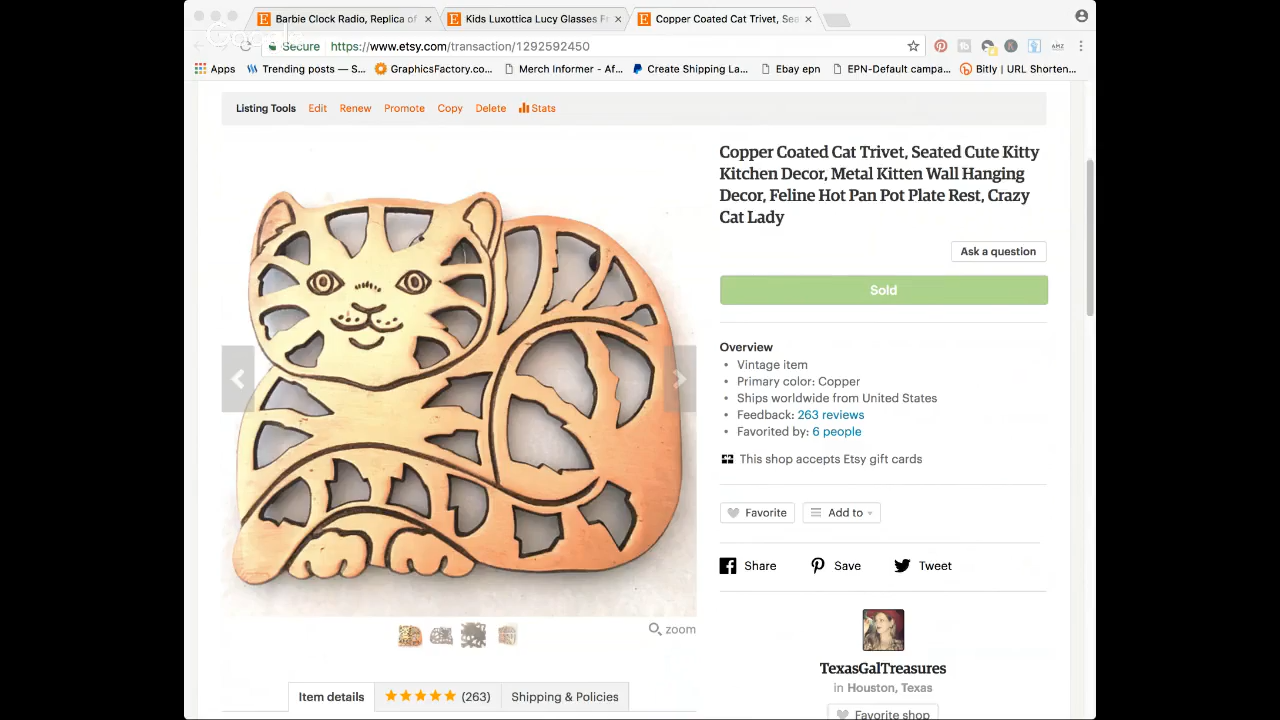 Barbie Clock Radio, Replica of
Kids Luxottica Lucy Glasses Fr
Copper Coated Cat Trivet, Sea
Secure https://www.etsy.com/transaction/1292592450
Apps Trending posts — S... GraphicsFactory.co... Merch Informer - Af... Create Shipping La... Ebay epn EPN-Default campa... Bitly | URL Shorten...
Listing Tools Edit Renew Promote Copy Delete Stats
Copper Coated Cat Trivet, Seated Cute Kitty
Kitchen Decor, Metal Kitten Wall Hanging
Decor, Feline Hot Pan Pot Plate Rest, Crazy
Cat Lady
Ask a question
Sold
Overview
Vintage item
Primary color: Copper
Ships worldwide from United States
Feedback: 263 reviews
Favorited by: 6 people
This shop accepts Etsy gift cards
Favorite Add to
Share Save Tweet
zoom
TexasGalTreasures
in Houston, Texas
Favorite shop
Item details (263) Shipping & Policies